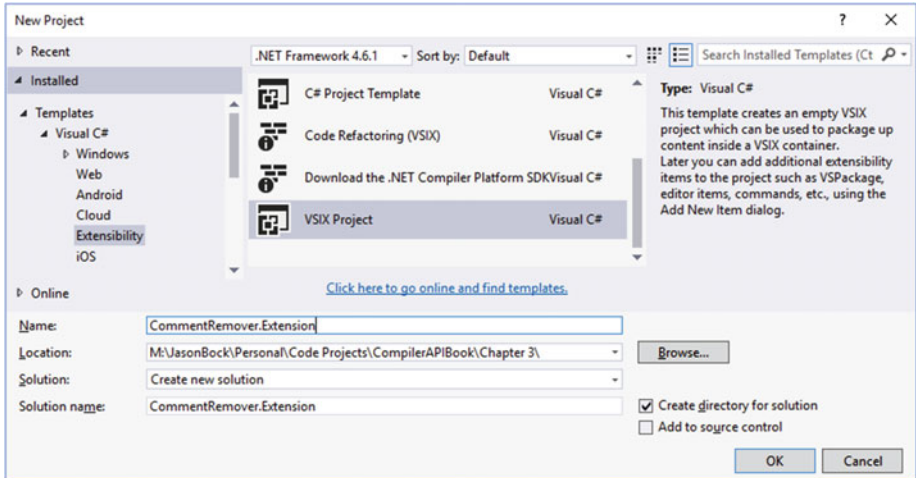 New Project
? X
Recent
.NET Framework 4.6.1
Sort by: Default
Search Installed Templates (Ct
Installed
Templates
Visual C#
Windows
Web
Android
Cloud
Extensibility
iOS
Online
C# Project Template Visual C#
Code Refactoring (VSIX) Visual C#
Download the .NET Compiler Platform SDKVisual C#
VSIX Project Visual C#
Click here to go online and find templates.
Type: Visual C#
This template creates an empty VSIX
project which can be used to package up
content inside a VSIX container.
Later you can add additional extensibility
items to the project such as VSPackage,
editor items, commands, etc., using the
Add New Item dialog.
Name: CommentRemover.Extension
Location: M:\JasonBock\Personal\Code Projects\CompilerAPIBook\Chapter 3\
Browse...
Solution: Create new solution
Solution name: CommentRemover.Extension
Create directory for solution
Add to source control
OK Cancel